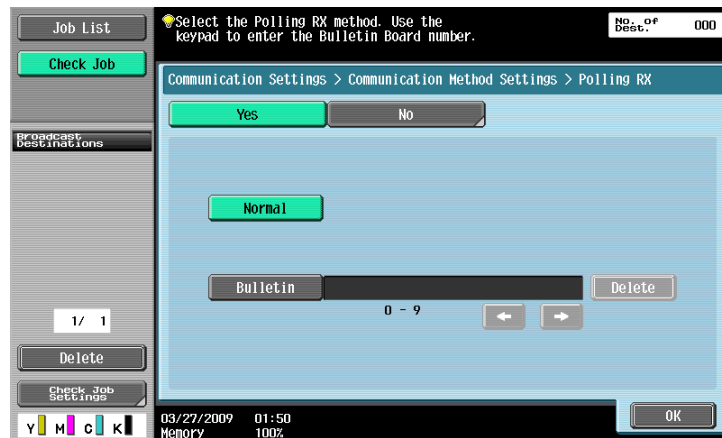 Job List
Check Job
Select the Polling RX method. Use the
keypad to enter the Bulletin Board number.
No. of
Dest.
000
Communication Settings > Communication Method Settings > Polling RX
Yes
No
Broadcast
Destinations
Normal
Bulletin
Delete
0 - 9
1/ 1
Delete
Check Job
Settings
Y M C K
03/27/2009 01:50
Memory 100%
OK